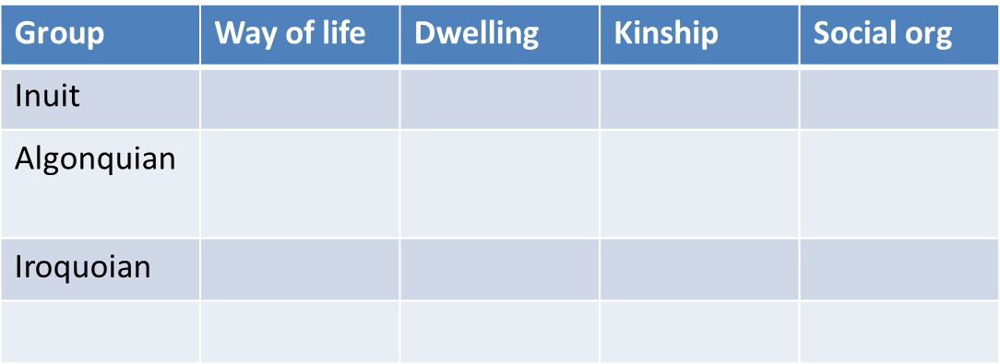 Group Way of life Dwelling Kinship Social org
Inuit
Algonquian
Iroquoian